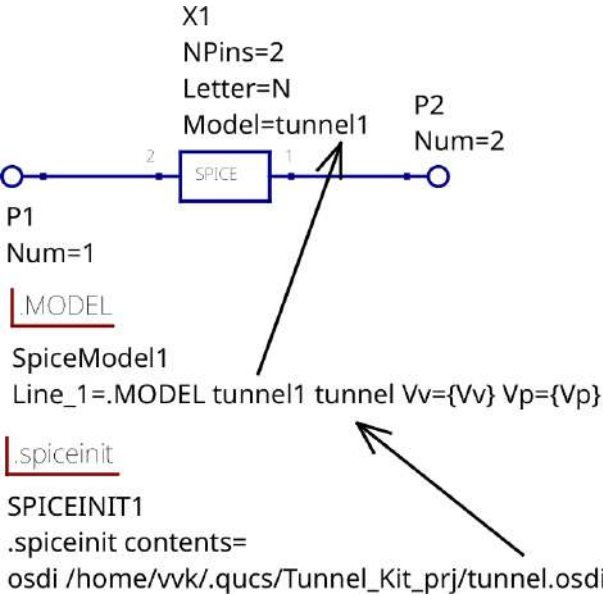 X1
NPins=2
Letter=N
Model=tunnel1
P2
Num=2
2
SPICE
1
P1
Num=1
.MODEL
SpiceModel1
Line_1=.MODEL tunnel1 tunnel Vv={Vv} Vp={Vp}
.spiceinit
SPICEINIT1
.spiceinit contents=
osdi /home/vvk/.qucs/Tunnel_Kit_prj/tunnel.osdi